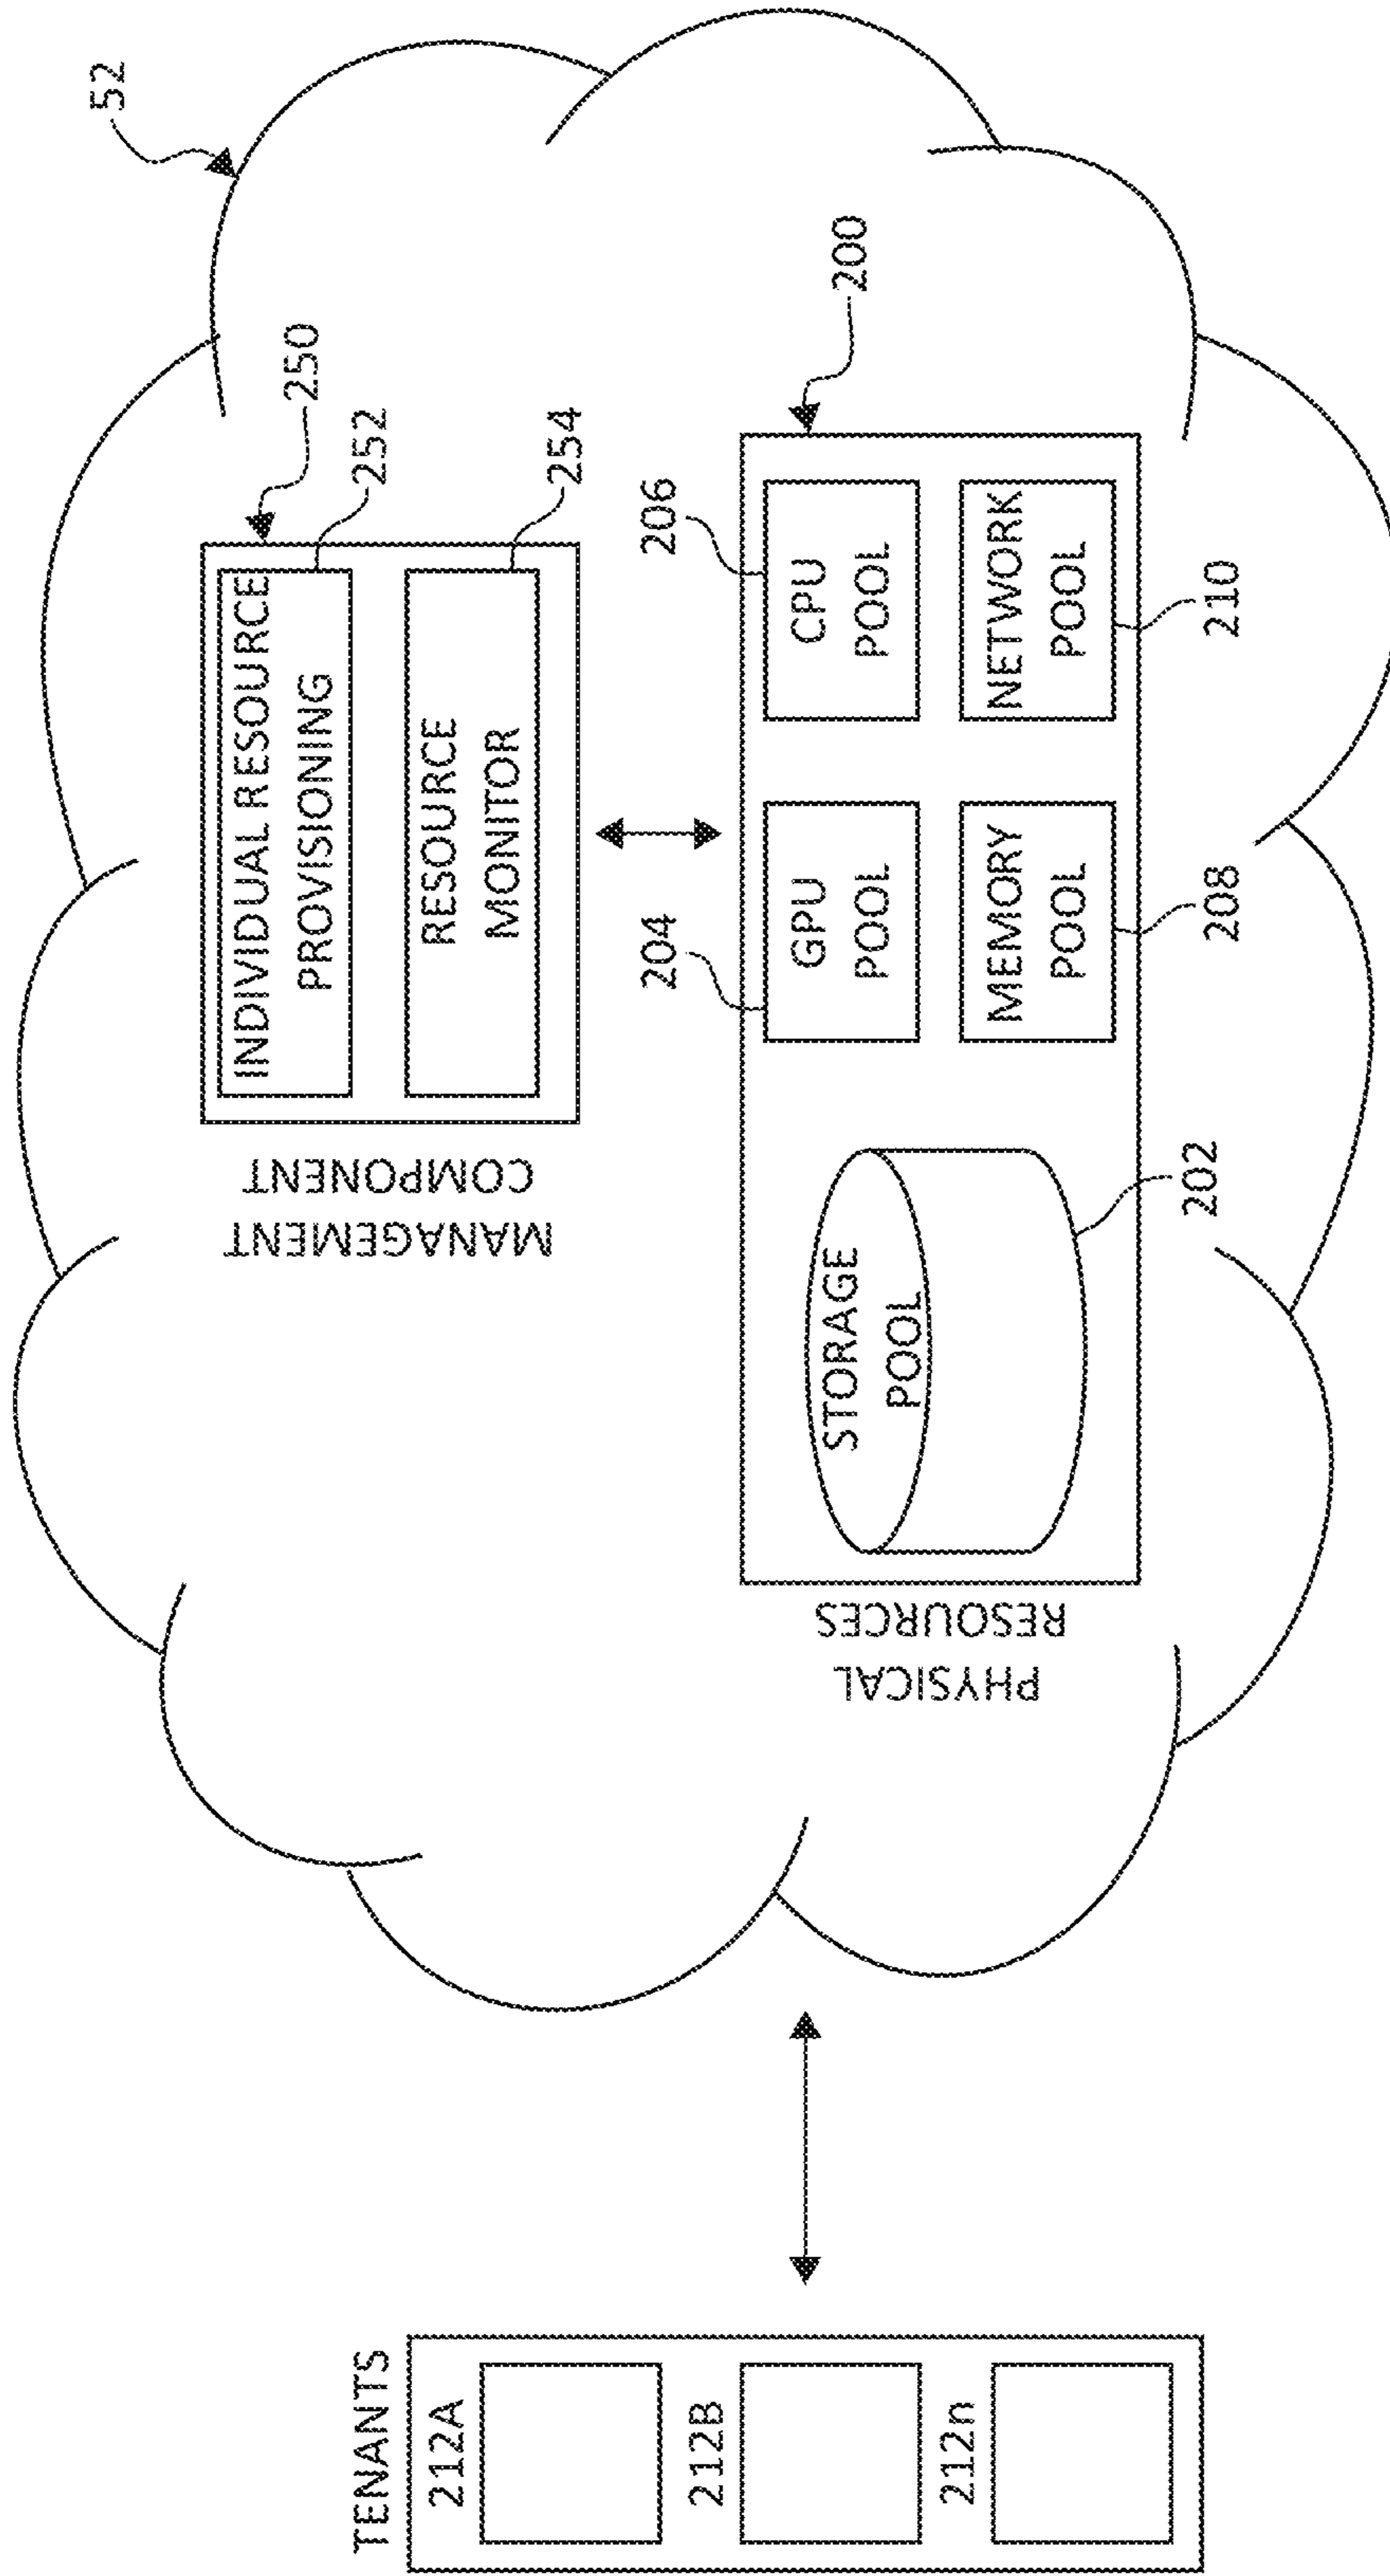 52
250
INDIVIDUAL RESOURCE
PROVISIONING
252
RESOURCE
MONITOR
254
MANAGEMENT
COMPONENT
200
PHYSICAL
RESOURCES
STORAGE
POOL
202
204
GPU
POOL
206
CPU
POOL
MEMORY
POOL
208
NETWORK
POOL
210
TENANTS
212A
212B
212n